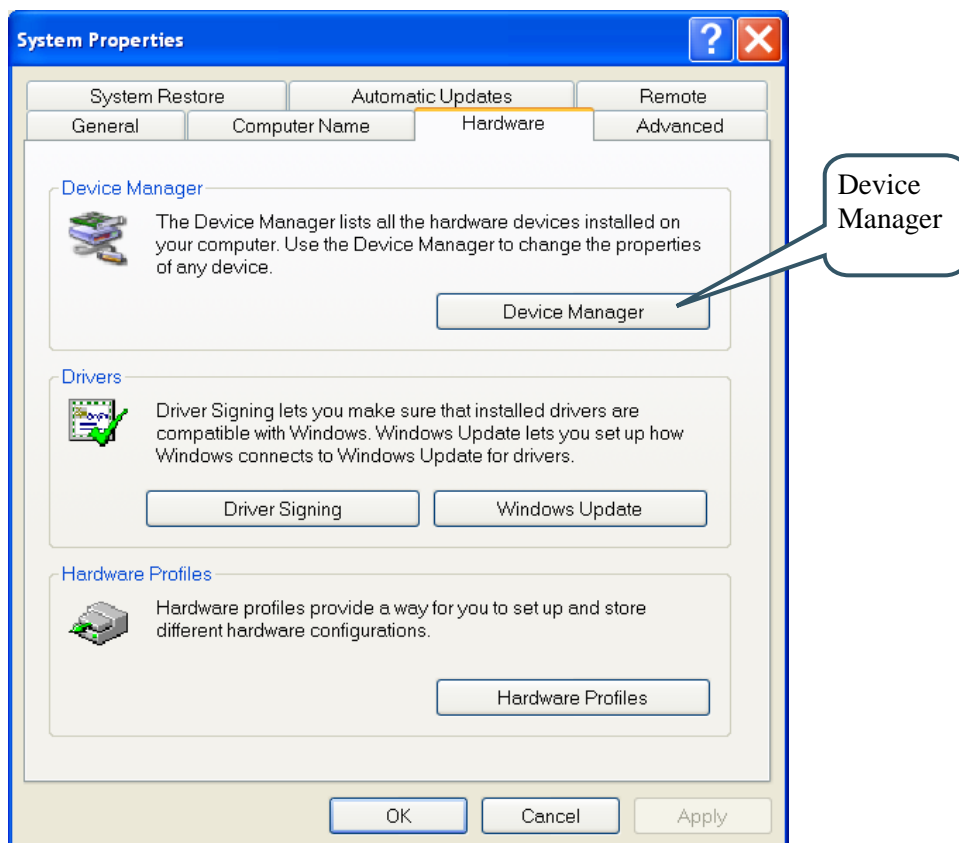 System Properties
System Restore
Automatic Updates
Remote
General
Computer Name
Hardware
Advanced
Device Manager
The Device Manager lists all the hardware devices installed on
your computer. Use the Device Manager to change the properties
of any device.
Device Manager
Device
Manager
Drivers
Driver Signing lets you make sure that installed drivers are
compatible with Windows. Windows Update lets you set up how
Windows connects to Windows Update for drivers.
Driver Signing
Windows Update
Hardware Profiles
Hardware profiles provide a way for you to set up and store
different hardware configurations.
Hardware Profiles
OK
Cancel
Apply